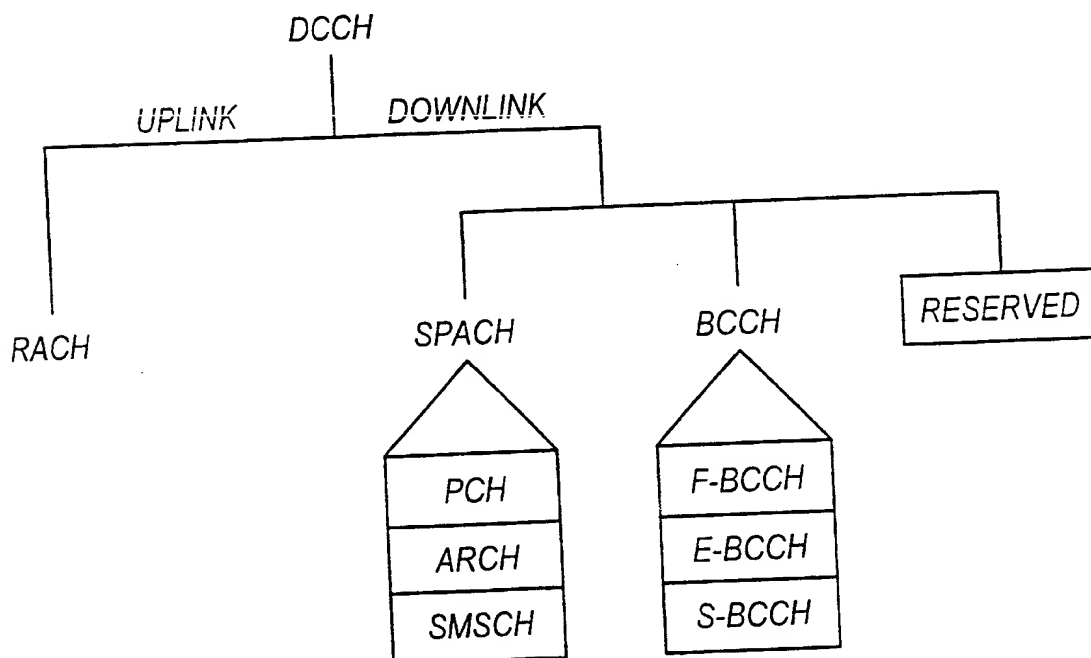 DCCH
UPLINK
DOWNLINK
RACH
SPACH
BCCH
RESERVED
PCH
ARCH
SMSCH
F-BCCH
E-BCCH
S-BCCH